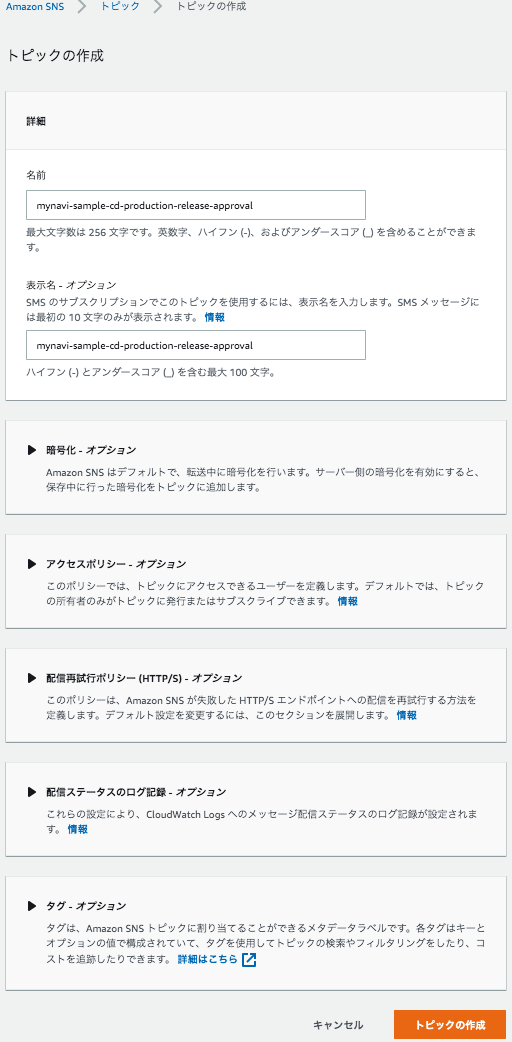 Amazon SNS > トピック > トピックの作成
トピックの作成
詳細
名前
mynavi-sample-cd-production-release-approval
最大文字数は 256 文字です。英数字、ハイフン (-)、およびアンダースコア (_) を含めることができま
す。
表示名 - オプション
SMS のサブスクリプションでこのトピックを使用するには、表示名を入力します。SMS メッセージに
は最初の 10 文字のみが表示されます。 情報
mynavi-sample-cd-production-release-approval
ハイフン (-) とアンダースコア (_) を含む最大 100 文字。
暗号化 - オプション
Amazon SNS はデフォルトで、転送中に暗号化を行います。サーバー側の暗号化を有効にすると、
保存中に行った暗号化をトピックに追加します。
アクセスポリシー - オプション
このポリシーでは、トピックにアクセスできるユーザーを定義します。デフォルトでは、トピック
の所有者のみがトピックに発行またはサブスクライブできます。 情報
配信再試行ポリシー (HTTP/S) - オプション
このポリシーは、Amazon SNS が失敗した HTTP/S エンドポイントへの配信を再試行する方法を
定義します。デフォルト設定を変更するには、このセクションを展開します。 情報
配信ステータスのログ記録 - オプション
これらの設定により、CloudWatch Logs へのメッセージ配信ステータスのログ記録が設定されま
す。 情報
タグ - オプション
タグは、Amazon SNS トピックに割り当てることができるメタデータラベルです。各タグはキーと
オプションの値で構成されていて、タグを使用してトピックの検索やフィルタリングをしたり、コ
ストを追跡したりできます。 詳細はこちら
キャンセル
トピックの作成